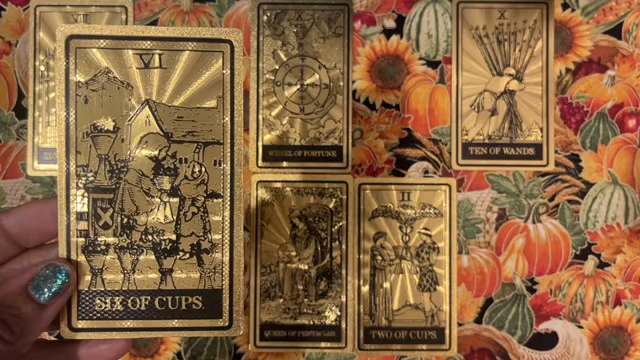 VI
SIX OF CUPS.
X
WHEEL OF FORTUNE
X
TEN OF WANDS
QUEEN OF PENTACLES
II
TWO OF CUPS.